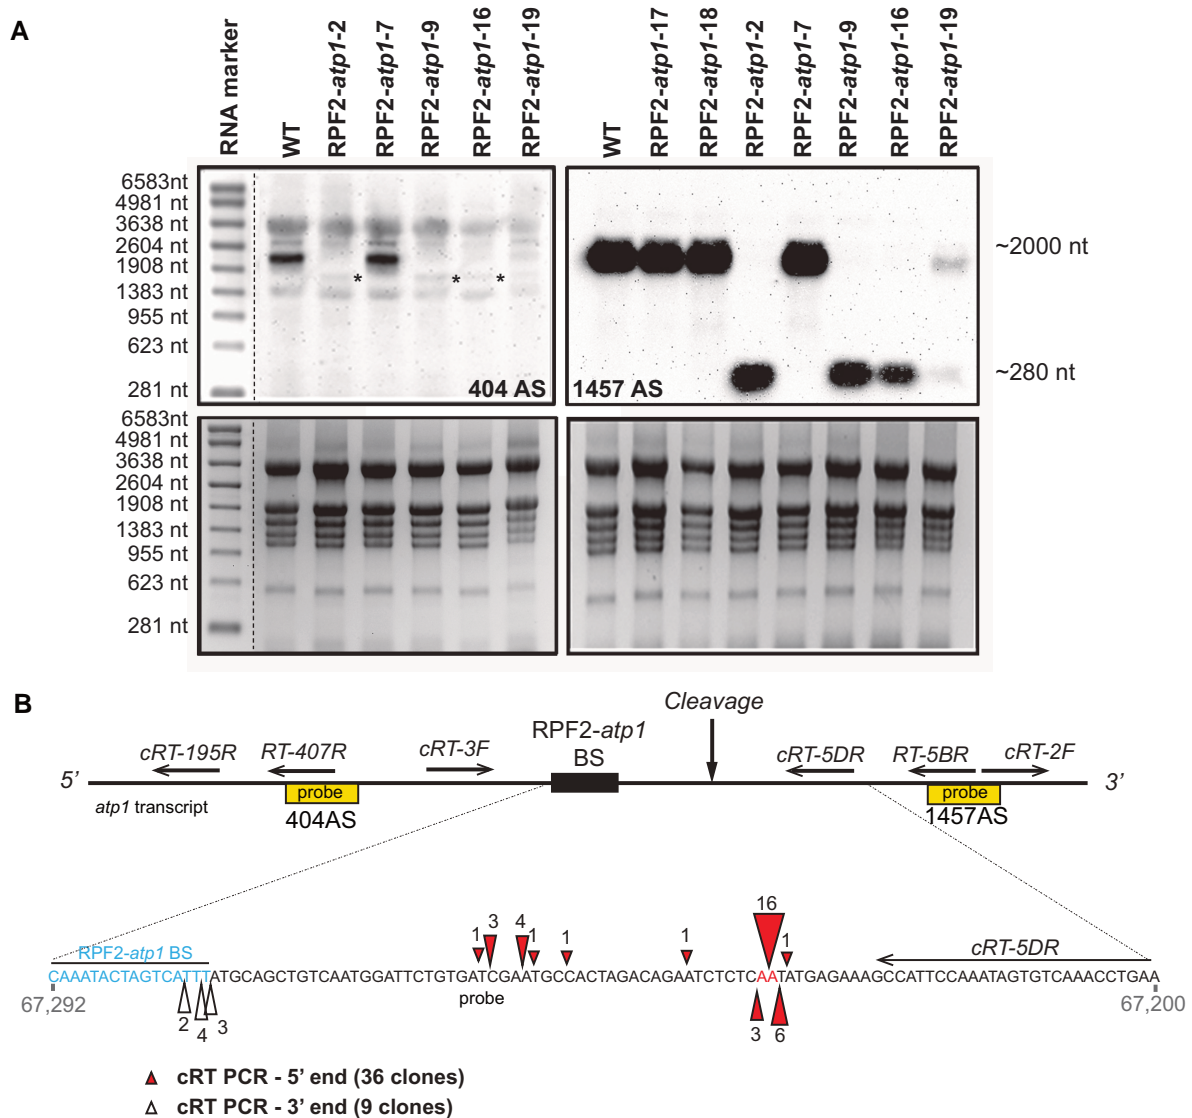 A
RNA marker
WT
RPF2-atp1-2
RPF2-atp1-7
RPF2-atp1-9
RPF2-atp1-16
RPF2-atp1-19
WT
RPF2-atp1-17
RPF2-atp1-18
RPF2-atp1-2
RPF2-atp1-7
RPF2-atp1-9
RPF2-atp1-16
RPF2-atp1-19
6583nt
4981 nt
3638 nt
2604 nt
1908 nt
1383 nt
955 nt
623 nt
281 nt
* * *
404 AS
1457 AS
~2000 nt
~280 nt
6583nt
4981 nt
3638 nt
2604 nt
1908 nt
1383 nt
955 nt
623 nt
281 nt
B
Cleavage
RPF2-atp1
BS
cRT-195R
RT-407R
cRT-3F
cRT-5DR
RT-5BR
cRT-2F
5’
3’
atp1 transcript
probe
404AS
probe
1457AS
16
1 3 4 1 1 1 1
RPF2-atp1 BS
cRT-5DR
CAAATACTAGTCATTTATGCAGCTGTCAATGGATTCTGTGATCGAATGCCACTAGACAGAATCTCTCAATATGAGAAAGCCATTCCAAATAGTGTCAAACCTGAA
probe
67,292
67,200
2 4 3
3 6
cRT PCR - 5’ end (36 clones)
cRT PCR - 3’ end (9 clones)